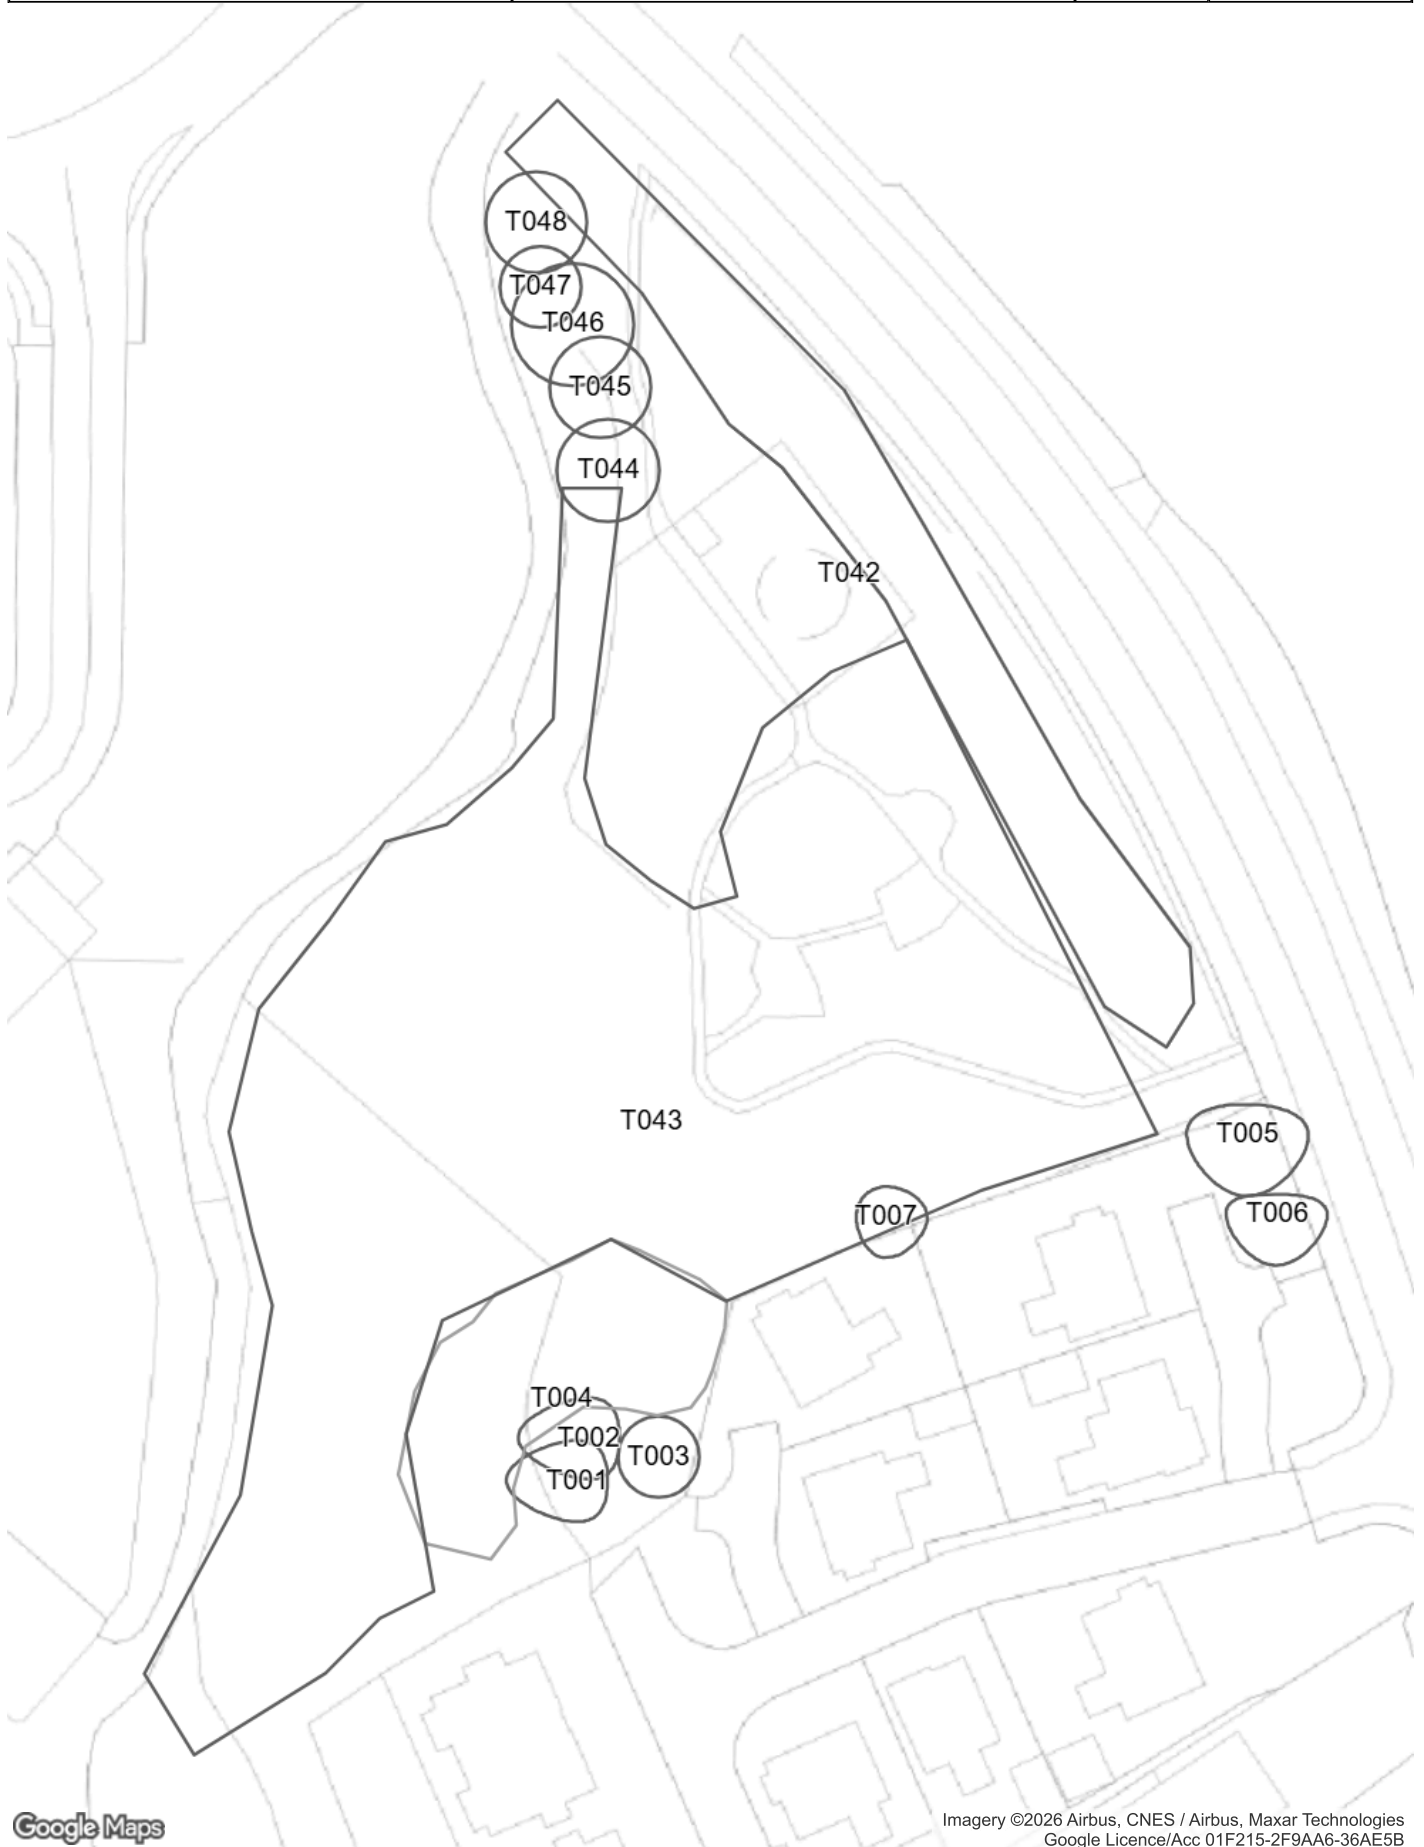 T048
T047
T046
T045
T044
T042
T043
T005
T007
T006
T004
T002
T003
T001
Google Maps
Imagery ©2026 Airbus, CNES / Airbus, Maxar Technologies
Google Licence/Acc 01F215-2F9AA6-36AE5B